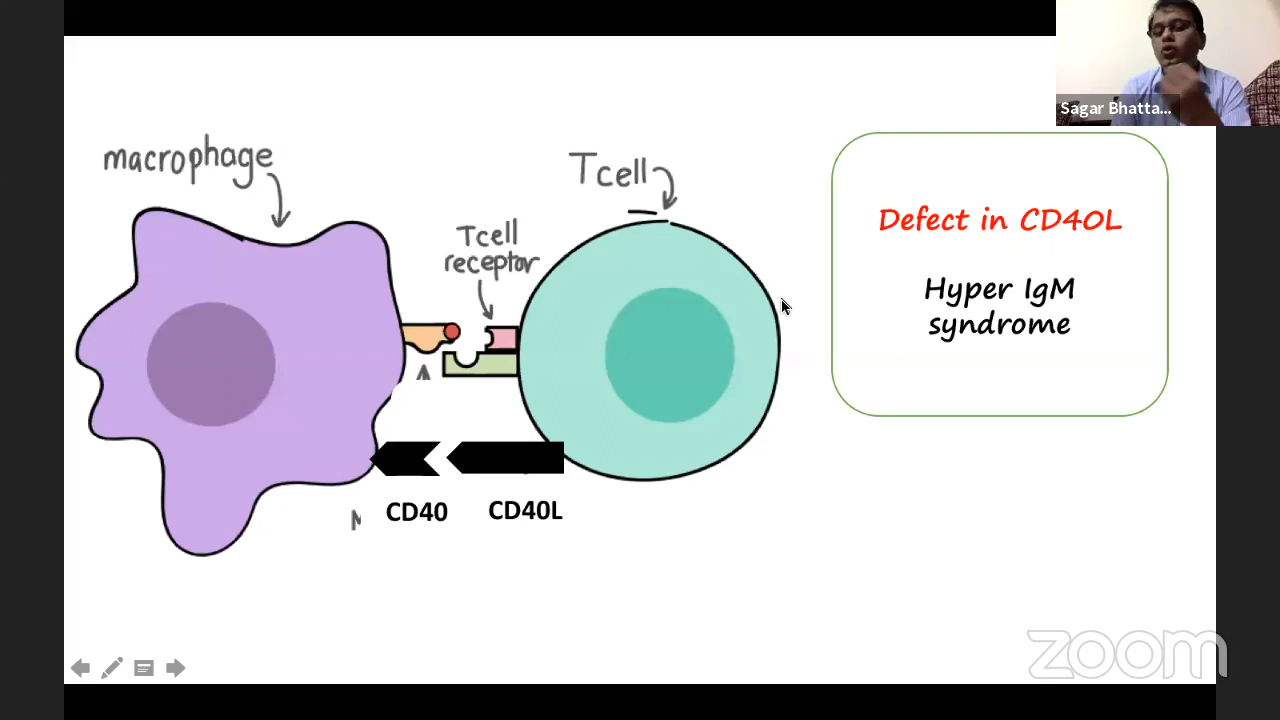 Sagar Bhatta...
macrophage
Tcell
Tcell
receptor
Defect in CD40L
Hyper IgM
syndrome
CD40
CD40L
zoom